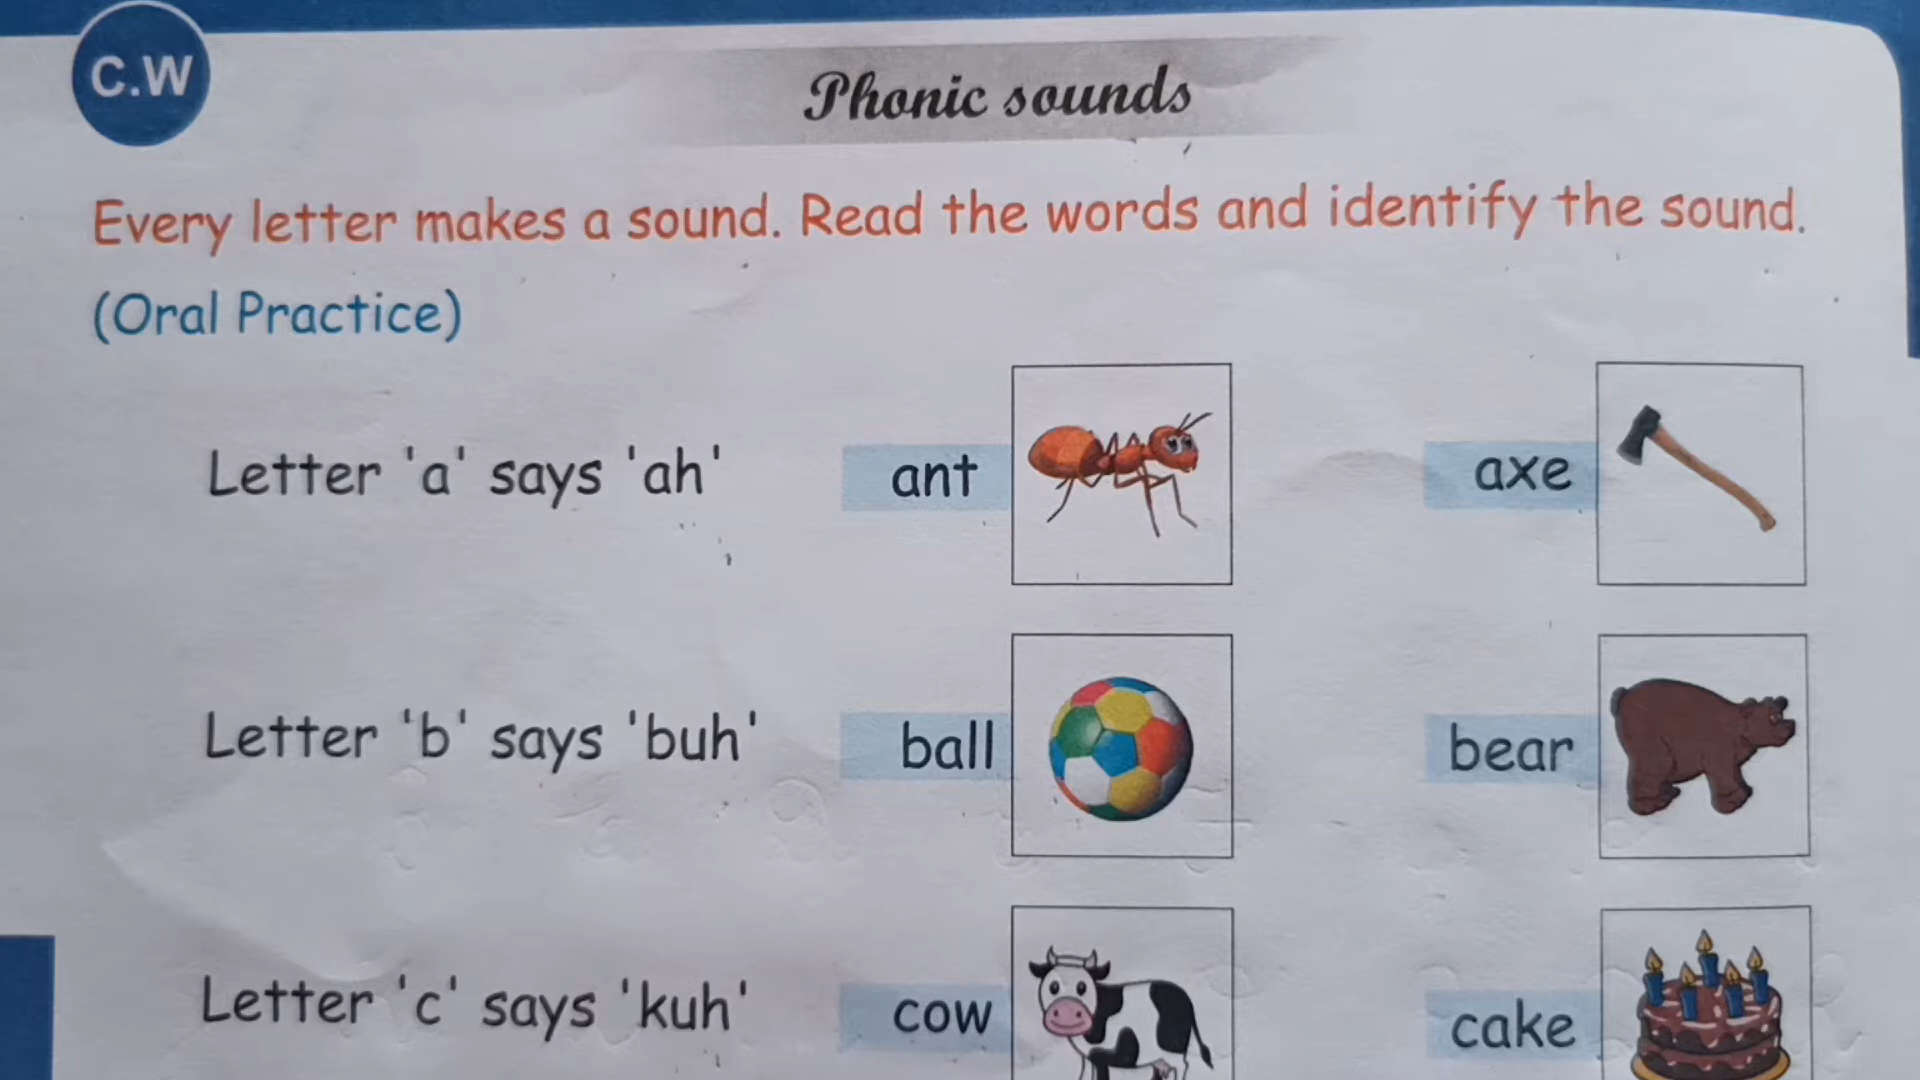 C.W
Phonic sounds
Every letter makes a sound. Read the words and identify the sound.
(Oral Practice)
Letter 'a' says 'ah' ant axe
Letter 'b' says 'buh' ball bear
Letter 'c' says 'kuh' cow cake